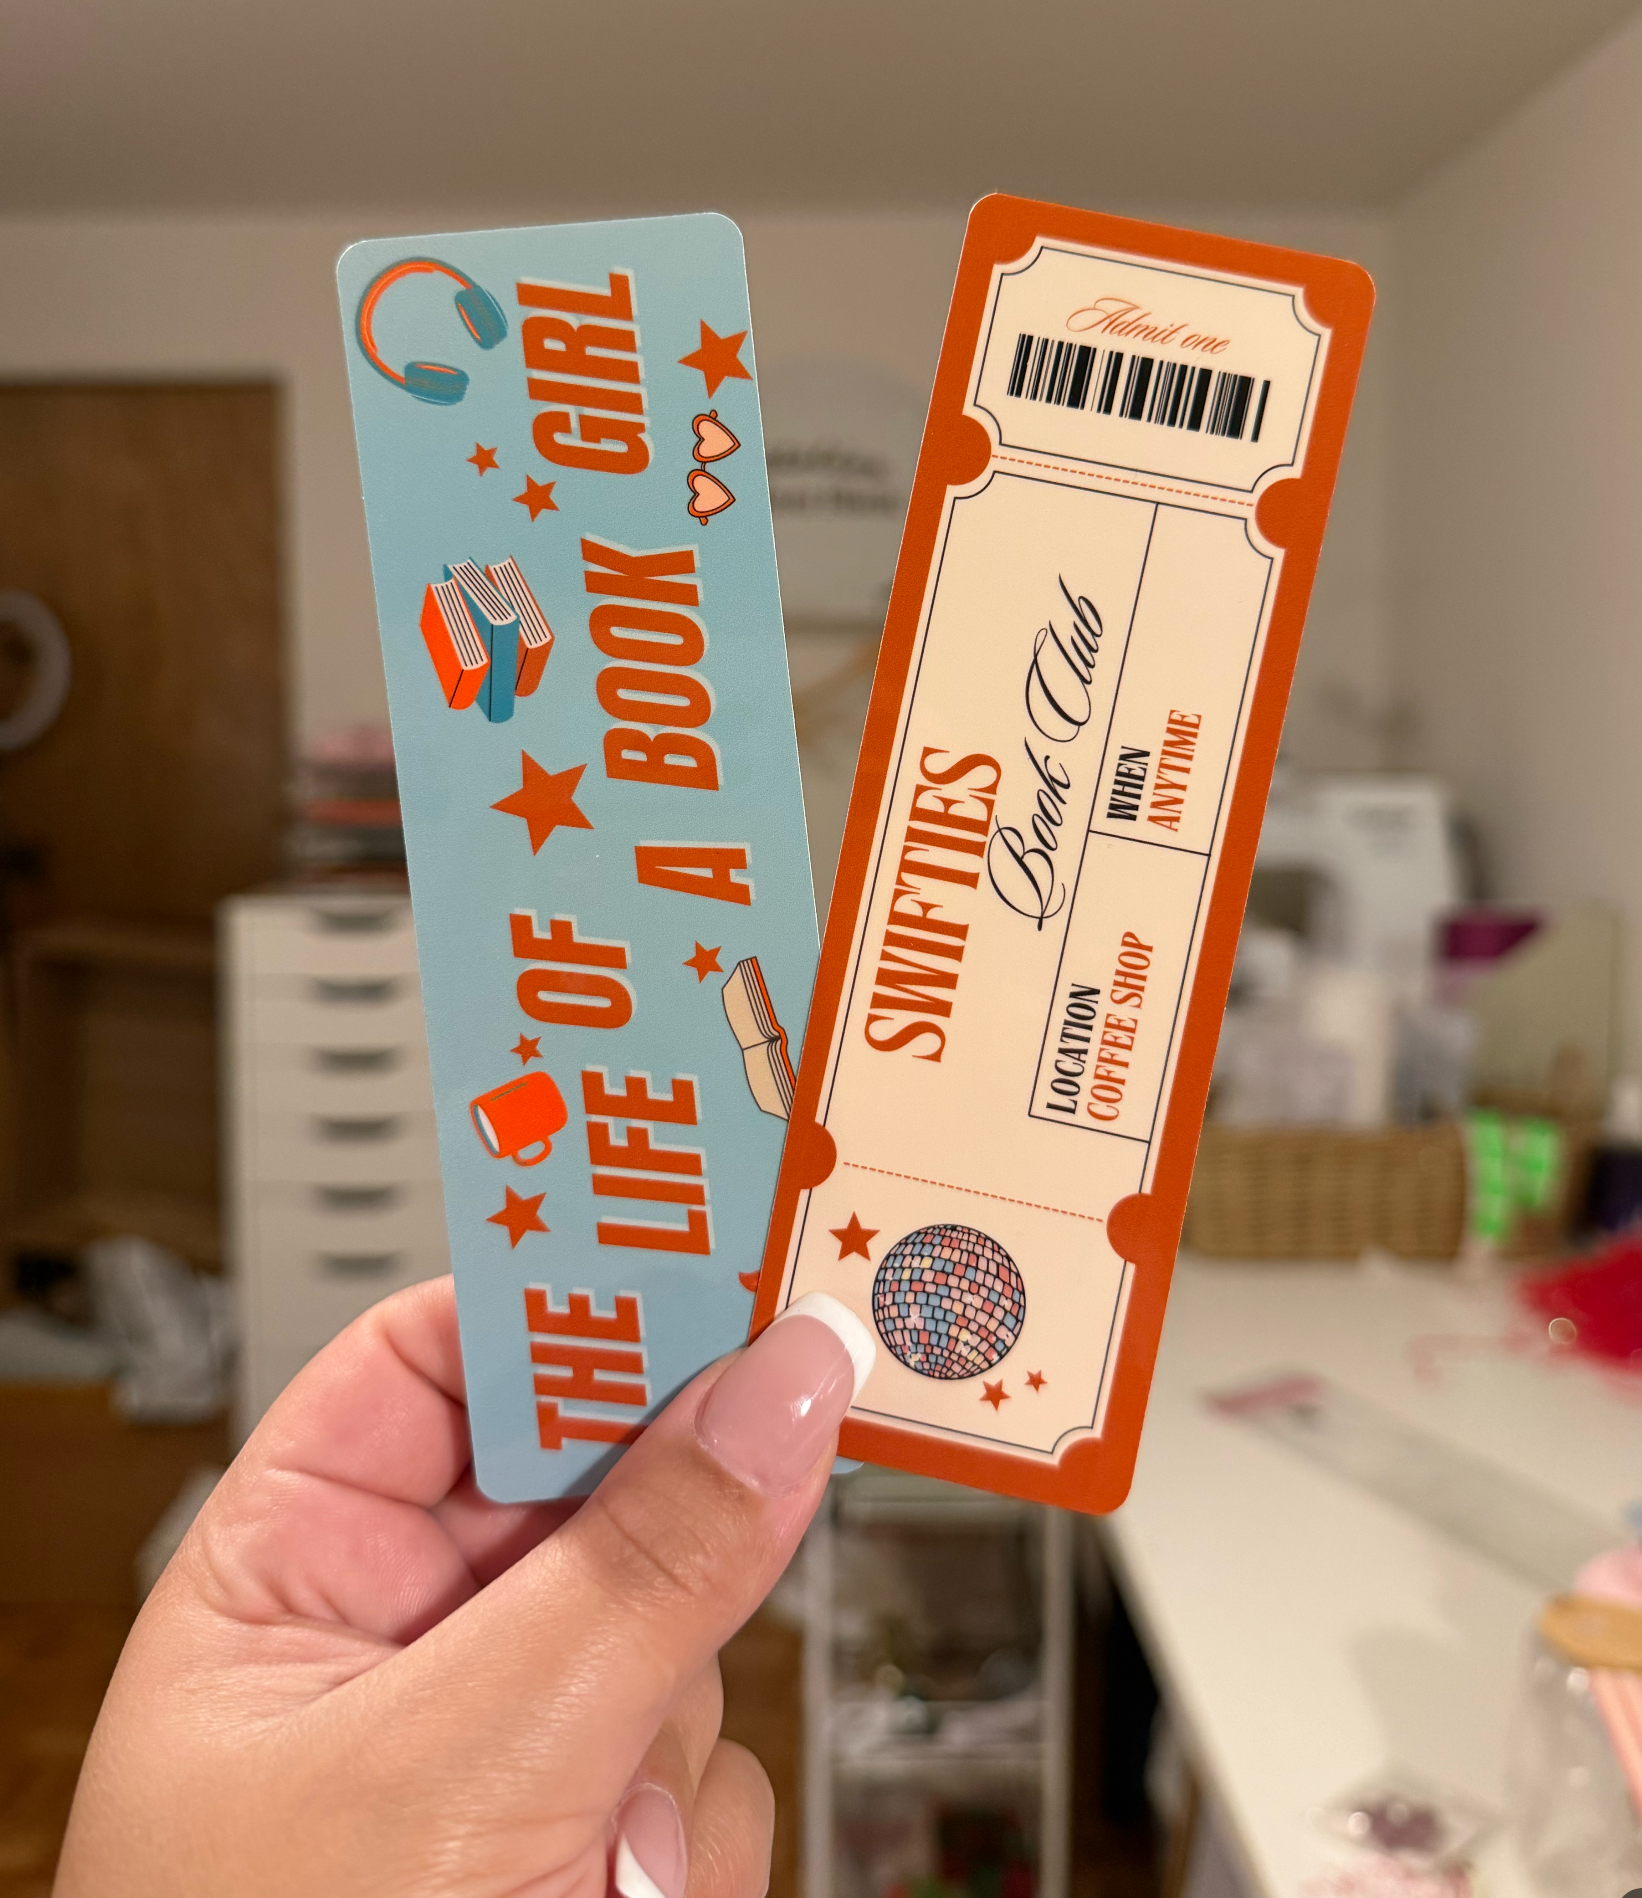 THE LIFE OF
A BOOK GIRL
Admit one
SWIFTIES
Book Club
LOCATION
COFFEE SHOP
WHEN
ANYTIME